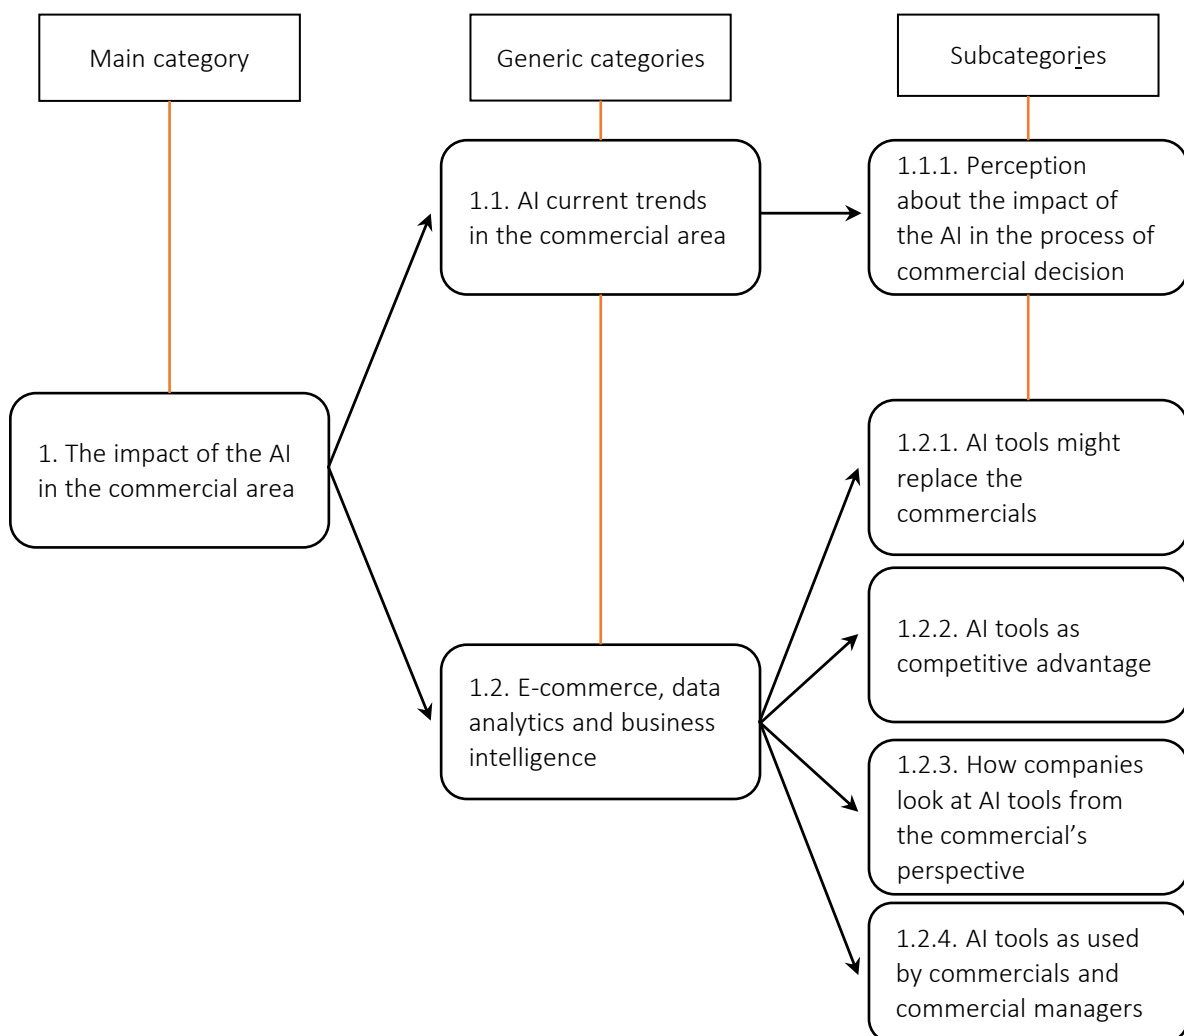 Main category
Generic categories
Subcategories
1.1. AI current trends
in the commercial area
1.1.1. Perception
about the impact of
the AI in the process of
commercial decision
1. The impact of the AI
in the commercial area
1.2.1. AI tools might
replace the
commercials
1.2.2. AI tools as
competitive advantage
1.2. E-commerce, data
analytics and business
intelligence
1.2.3. How companies
look at AI tools from
the commercial’s
perspective
1.2.4. AI tools as used
by commercials and
commercial managers